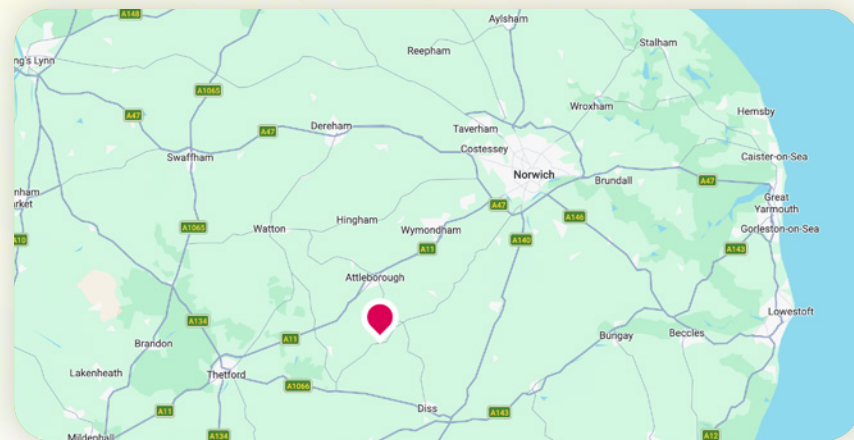 A148
Aylsham
Reepham
Stalham
ng's Lynn
A1065
Wroxham
Hemsby
A47
A47
Dereham
Taverham
Costessey
Swaffham
Caister-on-Sea
Norwich
Brundall
A47
nham
arket
Great
Yarmouth
A47
Hingham
A146
A1065
Watton
Wymondham
Gorleston-on-Sea
A10
A11
A140
A143
Attleborough
Lowestoft
A134
A11
Bungay
Beccles
Brandon
Lakenheath
Thetford
A1066
A11
Diss
A143
Mildenhall
A134
A12